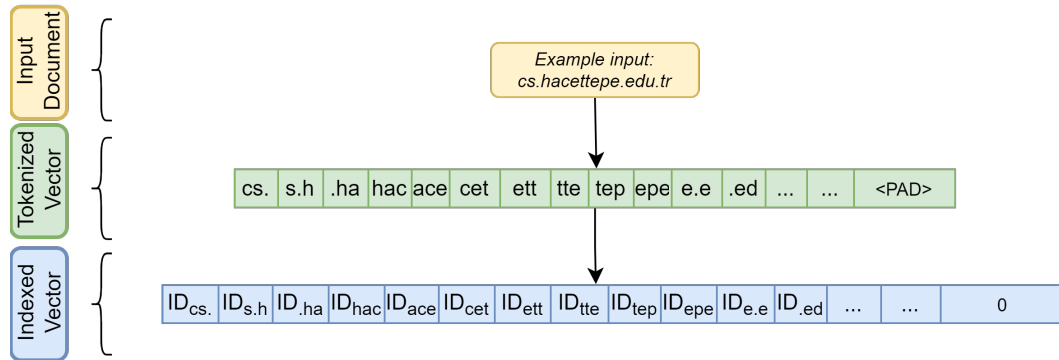 Input
Document
Example input:
cs.hacettepe.edu.tr
Tokenized
Vector
cs. s.h .ha hac ace cet ett tte tep epe e.e .ed ... ... <PAD>
Indexed
Vector
IDcs. IDs.h ID.ha IDhac IDace IDcet IDett IDtte IDtep IDepe IDe.e ID.ed ... ... 0